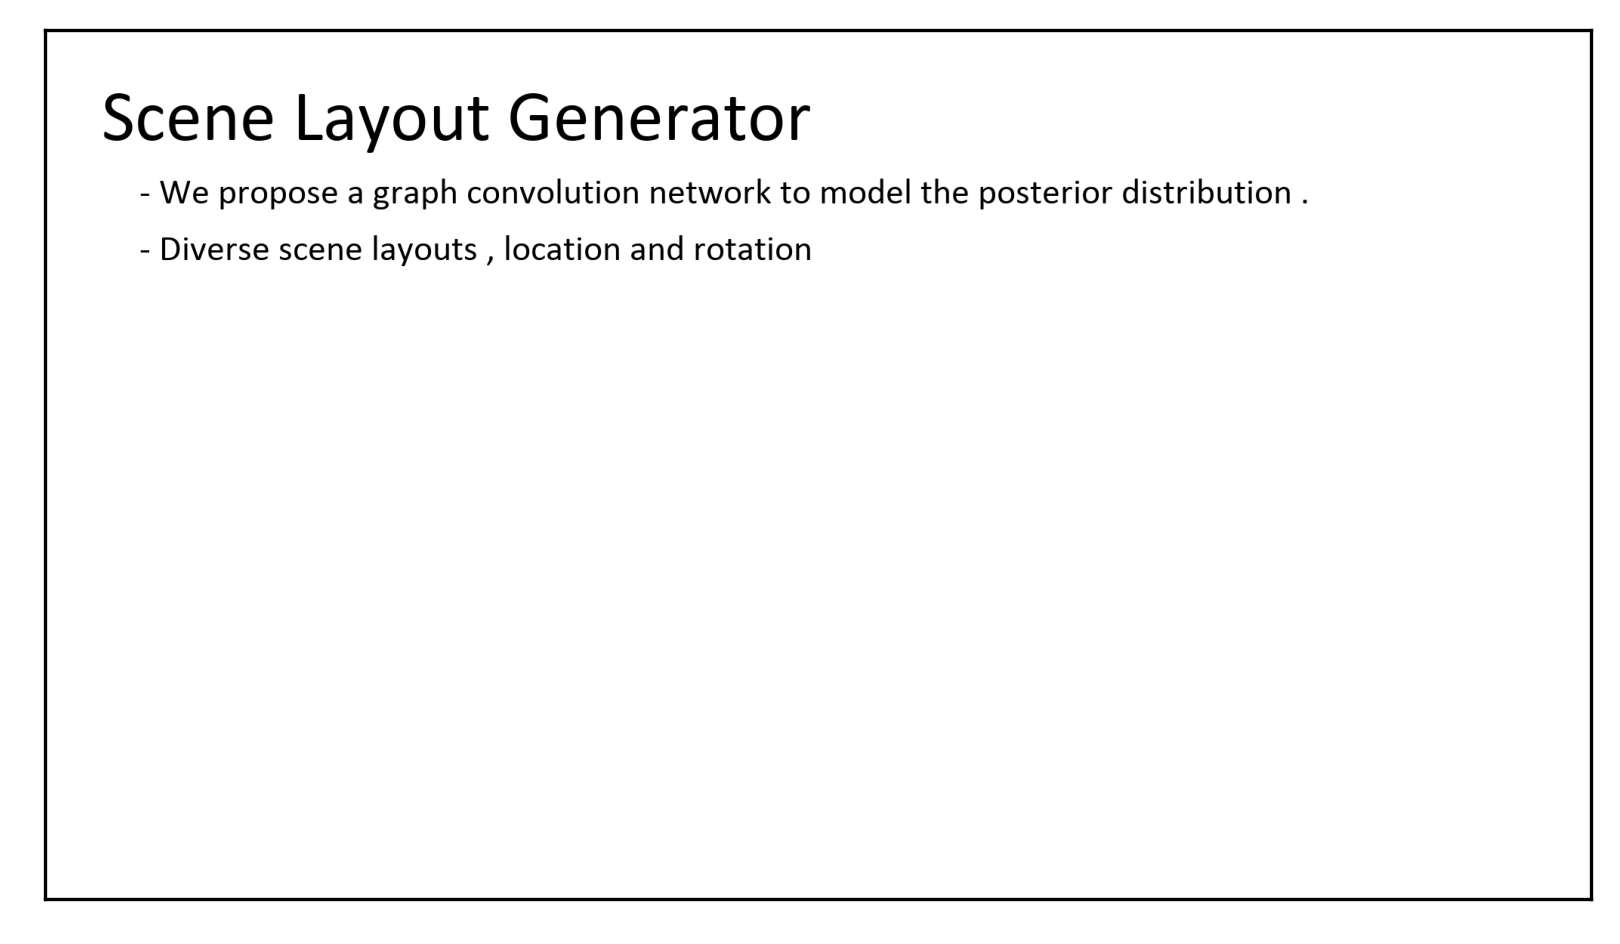 Scene Layout Generator
- We propose a graph convolution network to model the posterior distribution .
- Diverse scene layouts , location and rotation